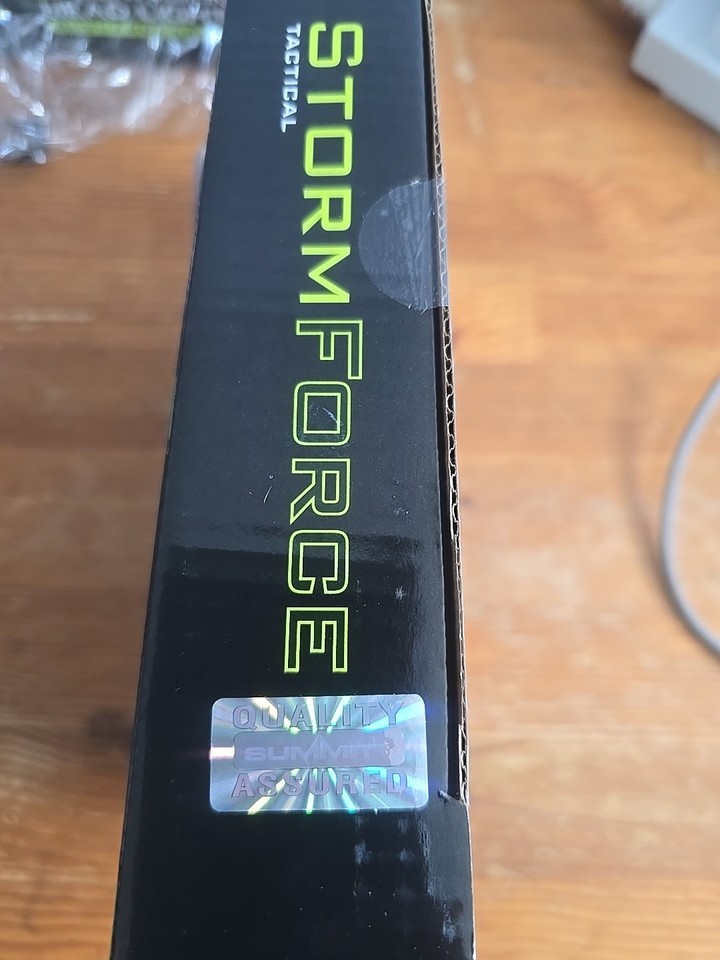 STORMFORCE
TACTICAL
QUALITY
SUMMIT
ASSURED